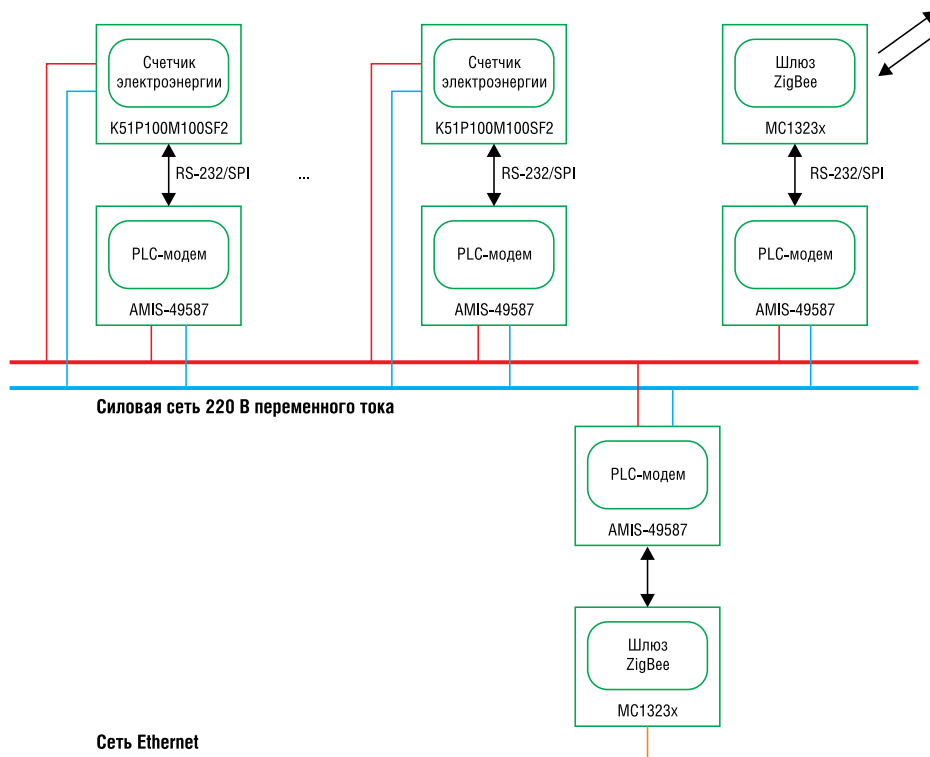 Счетчик
электроэнергии
K51P100M100SF2
Счетчик
электроэнергии
K51P100M100SF2
Шлюз
ZigBee
MC1323x
RS-232/SPI
...
RS-232/SPI
RS-232/SPI
PLC-модем
AMIS-49587
PLC-модем
AMIS-49587
PLC-модем
AMIS-49587
Силовая сеть 220 В переменного тока
PLC-модем
AMIS-49587
Шлюз
ZigBee
MC1323x
Сеть Ethernet